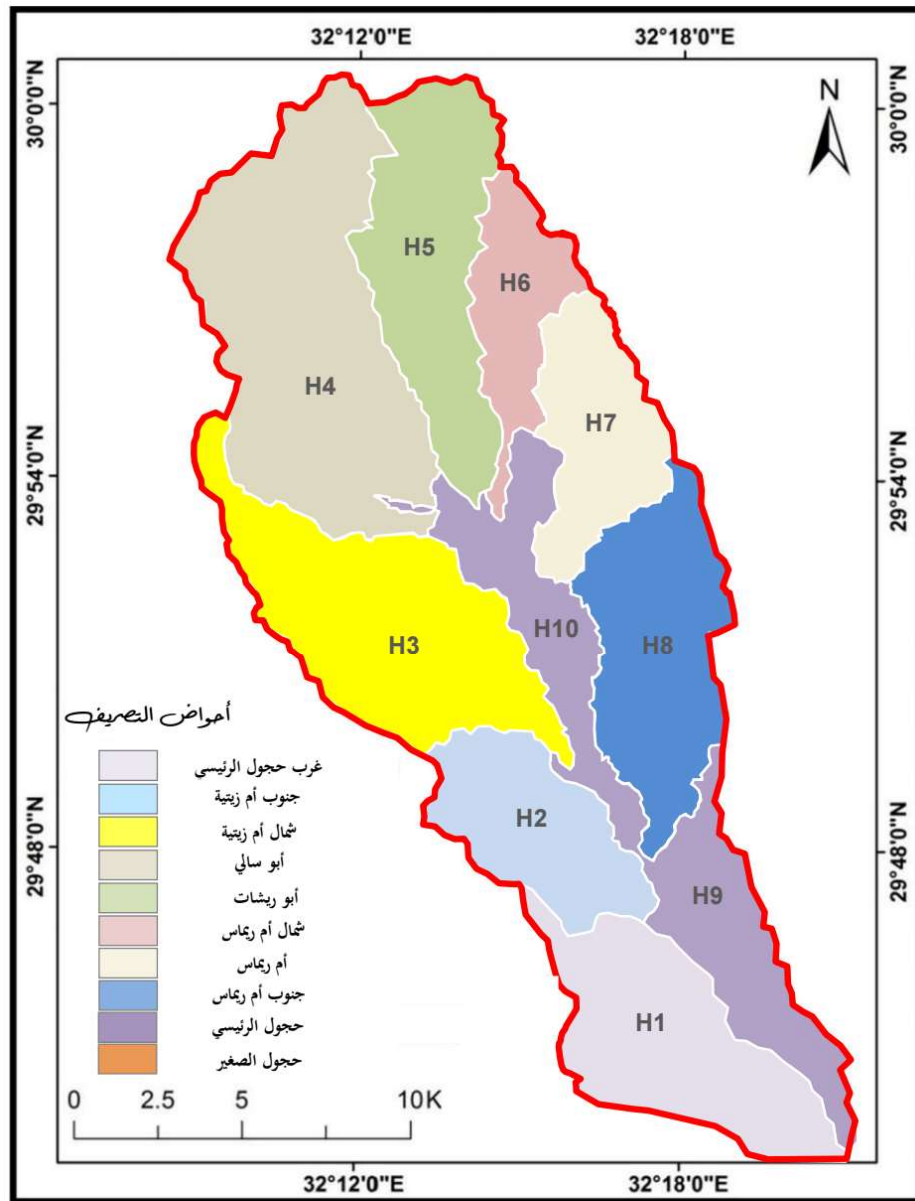 32°12'0"E 32°18'0"E
30°0'0"N 30°0'0"N
N
H5
H6
H4
H7
29°54'0"N 29°54'0"N
H10
H3 H8
أحواض التصريف
غرب حجول الرئيسي
جنوب أم زيتية
شمال أم زيتية
أبو سالي
أبو ريشات
شمال أم ريماس
أم ريماس
جنوب أم ريماس
حجول الرئيسي
حجول الصغير
H2
29°48'0"N 29°48'0"N
H9
H1
0 2.5 5 10K
32°12'0"E 32°18'0"E